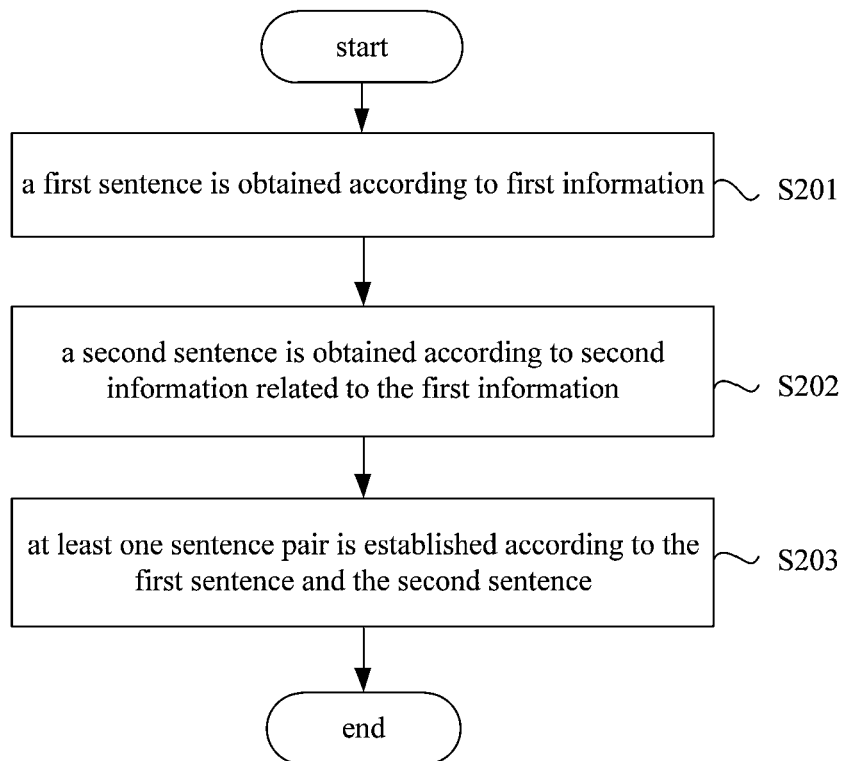 start
a first sentence is obtained according to first information
S201
a second sentence is obtained according to second
information related to the first information
S202
at least one sentence pair is established according to the
first sentence and the second sentence
S203
end